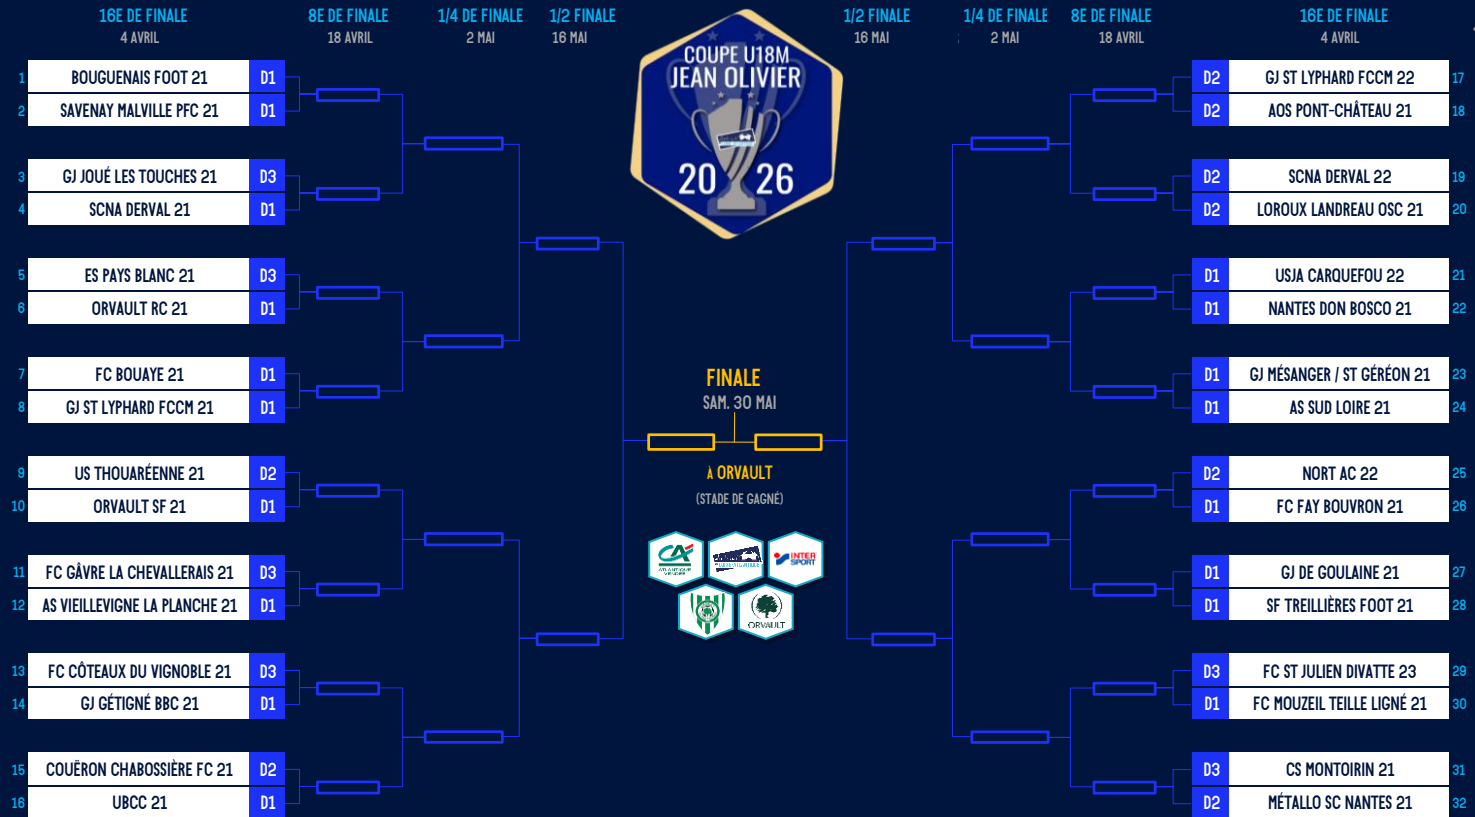 16E DE FINALE
4 AVRIL
8E DE FINALE
18 AVRIL
1/4 DE FINALE
2 MAI
1/2 FINALE
16 MAI
1 BOUGUENAIS FOOT 21 D1
2 SAVENAY MALVILLE PFC 21 D1
3 GJ JOUÉ LES TOUCHES 21 D3
4 SCNA DERVAL 21 D1
5 ES PAYS BLANC 21 D3
6 ORVAULT RC 21 D1
7 FC BOUAYE 21 D1
8 GJ ST LYPHARD FCCM 21 D1
9 US THOUARÉENNE 21 D2
10 ORVAULT SF 21 D1
11 FC GÂVRE LA CHEVALLERAIS 21 D3
12 AS VIEILLEVIGNE LA PLANCHE 21 D1
13 FC CÔTEAUX DU VIGNOBLE 21 D3
14 GJ GÉTIGNÉ BBC 21 D1
15 COUËRON CHABOSSIÈRE FC 21 D2
16 UBCC 21 D1
COUPE U18M
JEAN OLIVIER
20 26
FINALE
SAM. 30 MAI
À ORVAULT
(STADE DE GAGNÉ)
CA
ATLANTIQUE
VENDÉE
INTER
SPORT
ORVAULT
1/2 FINALE
16 MAI
1/4 DE FINALE
2 MAI
8E DE FINALE
18 AVRIL
16E DE FINALE
4 AVRIL
D2 GJ ST LYPHARD FCCM 22 17
D2 AOS PONT-CHÂTEAU 21 18
D2 SCNA DERVAL 22 19
D2 LOROUX LANDREAU OSC 21 20
D1 USJA CARQUEFOU 22 21
D1 NANTES DON BOSCO 21 22
D1 GJ MÉSANGER / ST GÉRÉON 21 23
D1 AS SUD LOIRE 21 24
D2 NORT AC 22 25
D1 FC FAY BOUVRON 21 26
D1 GJ DE GOULAINE 21 27
D1 SF TREILLIÈRES FOOT 21 28
D3 FC ST JULIEN DIVATTE 23 29
D1 FC MOUZEIL TEILLE LIGNÉ 21 30
D3 CS MONTOIRIN 21 31
D2 MÉTALLO SC NANTES 21 32